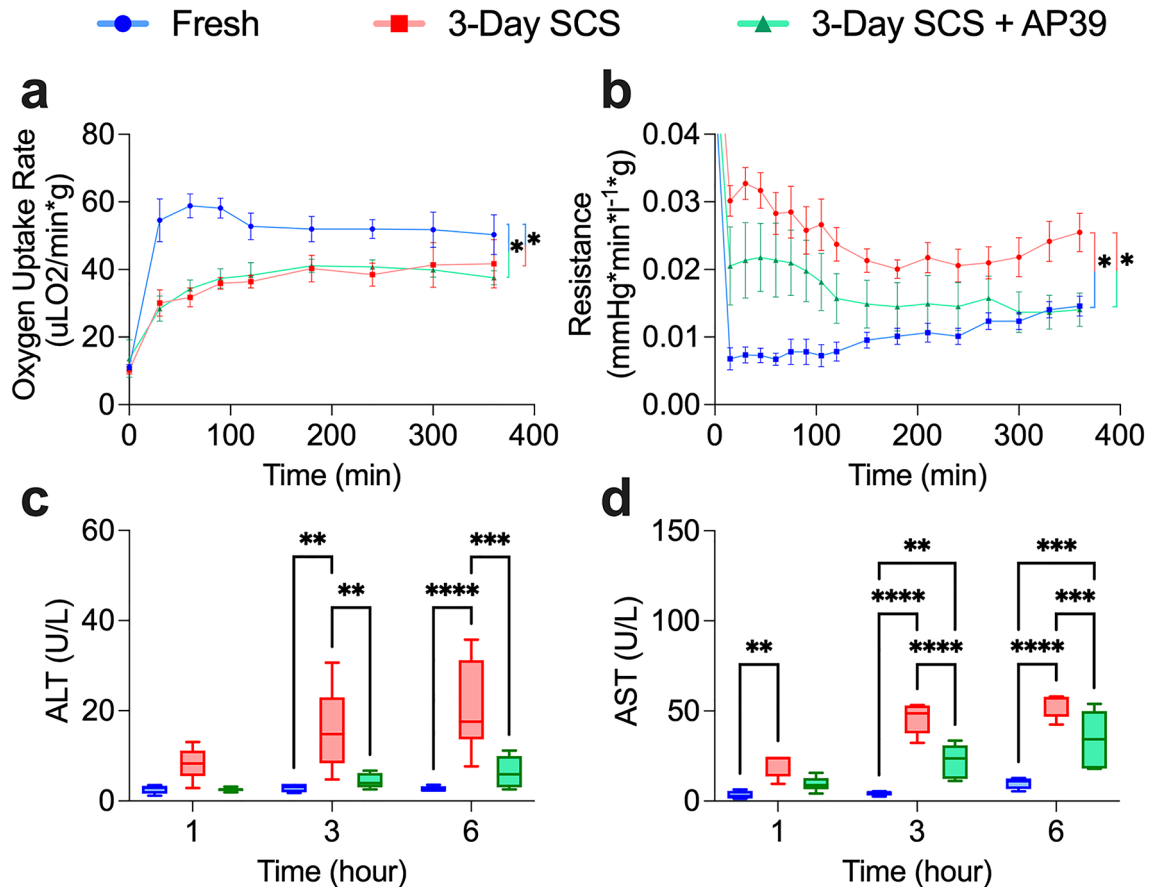 Fresh
3-Day SCS
3-Day SCS + AP39
a
Oxygen Uptake Rate
(uLO2/min*g)
80
60
40
20
0
0 100 200 300 400
Time (min)
* *
b
Resistance
(mmHg*min*l⁻¹*g)
0.04
0.03
0.02
0.01
0.00
0 100 200 300 400
Time (min)
* *
c
ALT (U/L)
60
40
20
0
** ***
** ****
1 3 6
Time (hour)
d
AST (U/L)
150
100
50
0
** ***
**** ***
** **** ****
1 3 6
Time (hour)